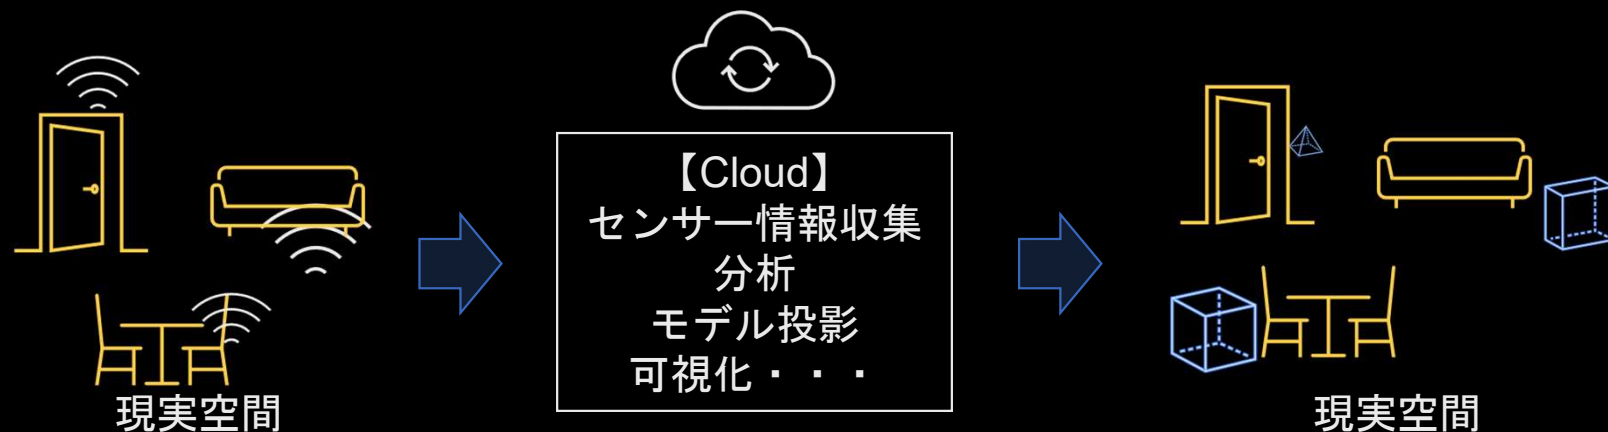 【Cloud】
センサー情報収集
分析
モデル投影
可視化・・・
現実空間
現実空間